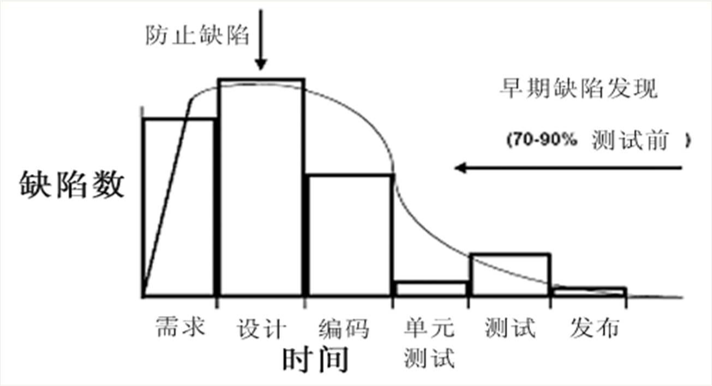 防止缺陷
早期缺陷发现
(70-90% 测试前 )
缺陷数
需求
设计
编码
单元
测试
测试
发布
时间